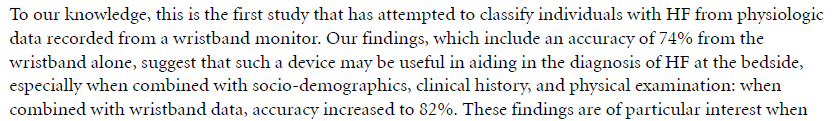 To our knowledge, this is the first study that has attempted to classify individuals with HF from physiologic
data recorded from a wristband monitor. Our findings, which include an accuracy of 74% from the
wristband alone, suggest that such a device may be useful in aiding in the diagnosis of HF at the bedside,
especially when combined with socio-demographics, clinical history, and physical examination: when
combined with wristband data, accuracy increased to 82%. These findings are of particular interest when